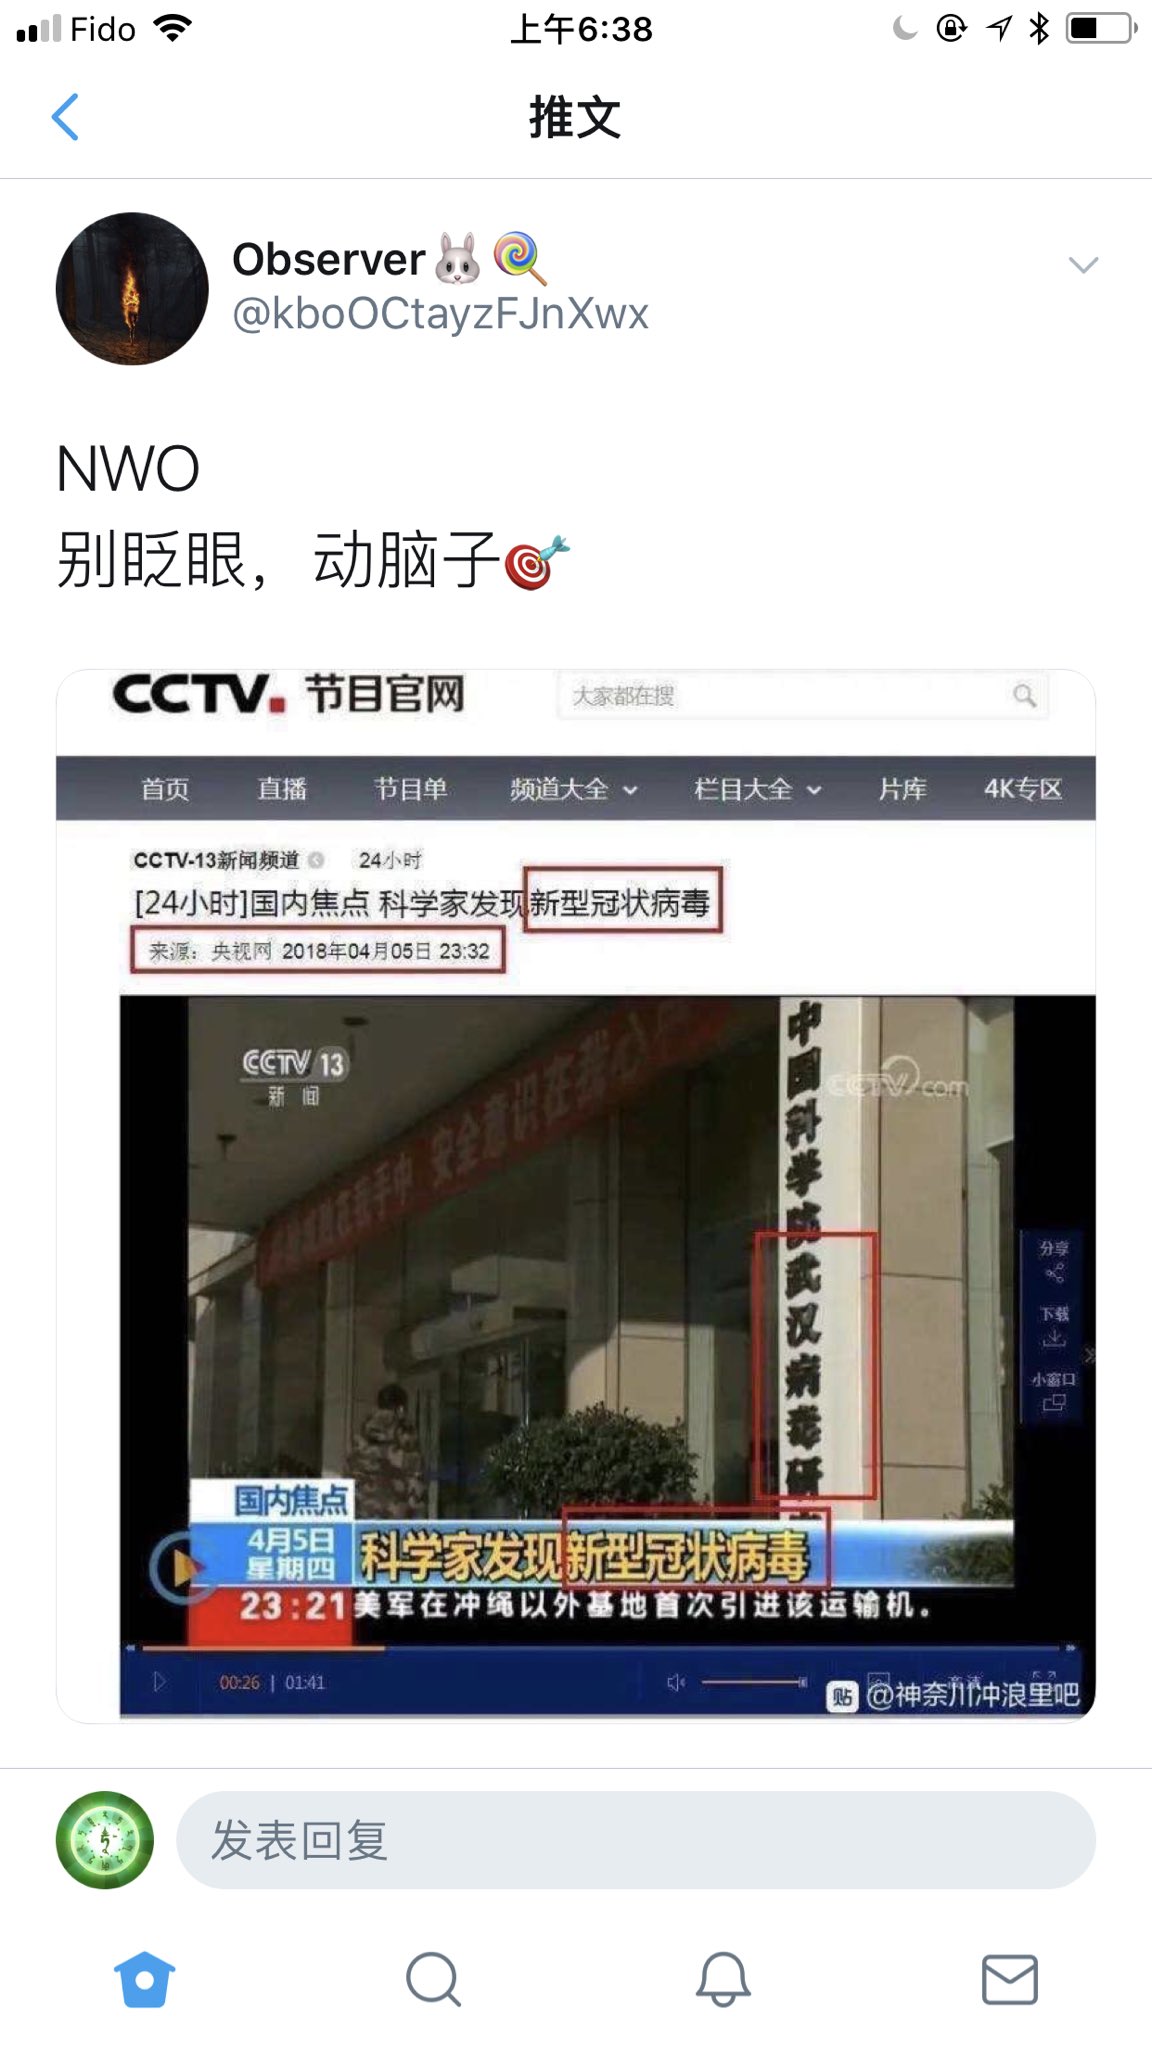 Fido
上午6:38
推文
Observer🐰🍭
@kboOCtayzFJnXwx
NWO
别眨眼，动脑子🎯
CCTV. 节目官网
大家都在搜
首页 直播 节目单 频道大全 栏目大全 片库 4K专区
CCTV-13新闻频道 24小时
[24小时]国内焦点 科学家发现新型冠状病毒
来源：央视网 2018年04月05日 23:32
CCTV 13
新闻
CCTV.com
中国科学院武汉病毒研
安全意识在我心中
分享
下载
小窗口
国内焦点
4月5日
星期四
科学家发现新型冠状病毒
23:21
美军在冲绳以外基地首次引进该运输机。
00:26 | 01:41
高清
贴 @神奈川冲浪里吧
发表回复